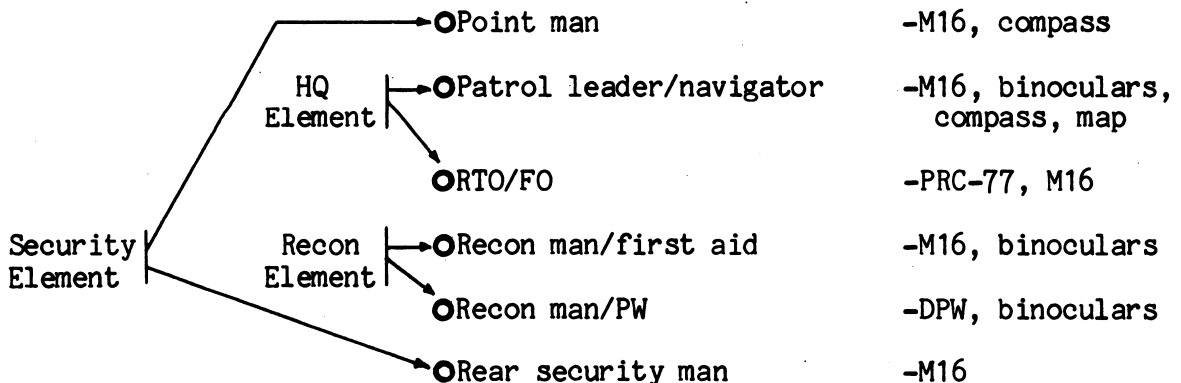 Point man -M16, compass
HQ Element
Patrol leader/navigator -M16, binoculars,
compass, map
RTO/FO -PRC-77, M16
Security Element
Recon Element
Recon man/first aid -M16, binoculars
Recon man/PW -DPW, binoculars
Rear security man -M16